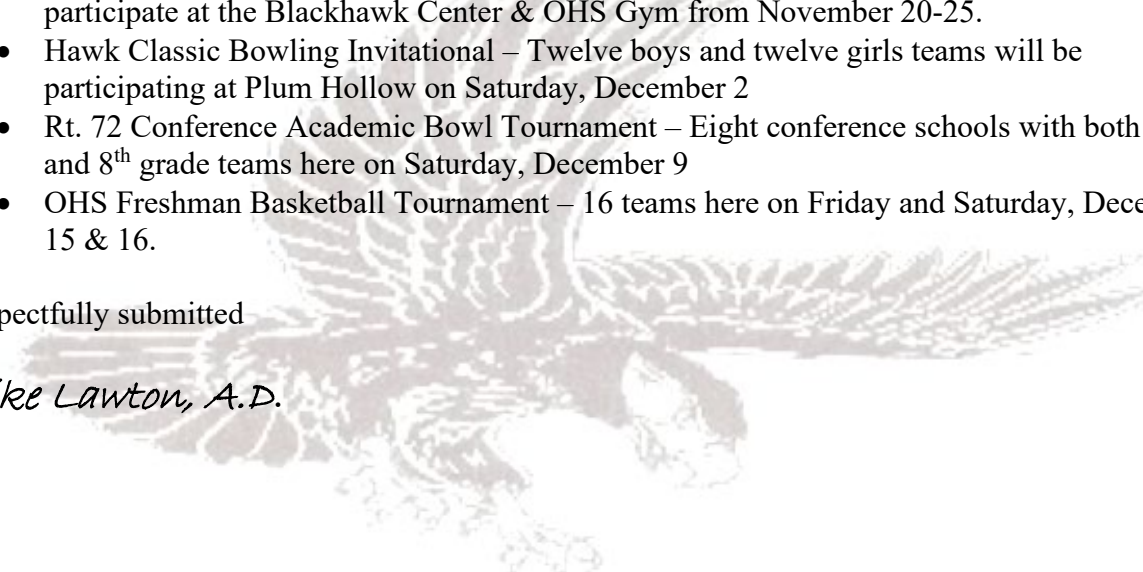 participate at the Blackhawk Center & OHS Gym from November 20-25.
• Hawk Classic Bowling Invitational – Twelve boys and twelve girls teams will be
participating at Plum Hollow on Saturday, December 2
• Rt. 72 Conference Academic Bowl Tournament – Eight conference schools with both
and 8th grade teams here on Saturday, December 9
• OHS Freshman Basketball Tournament – 16 teams here on Friday and Saturday, Dece
15 & 16.
pectfully submitted
ke Lawton, A.D.